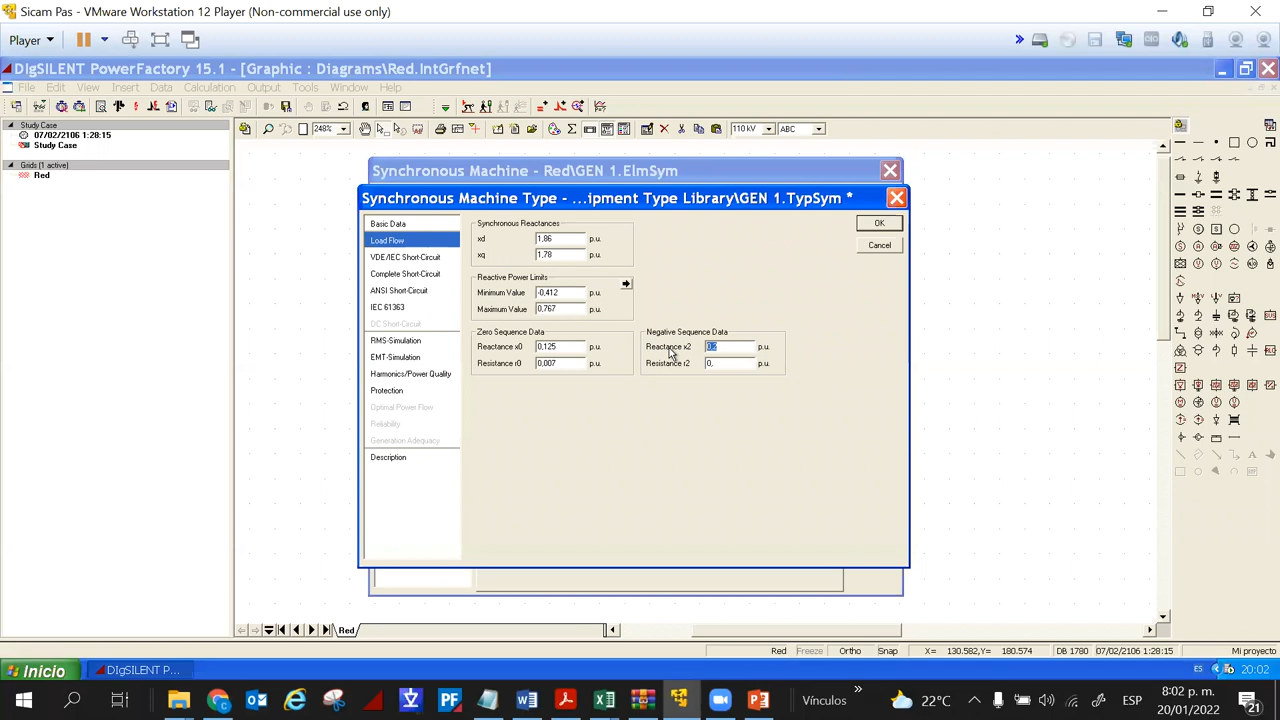 Sicam Pas - VMware Workstation 12 Player (Non-commercial use only)
Player
DIgSILENT PowerFactory 15.1 - [Graphic : Diagrams\Red.IntGrfnet]
File Edit View Insert Data Calculation Output Tools Window Help
248% 110 kV ABC
Study Case
07/02/2106 1:28:15
Study Case
Grids (1 active)
Red
Synchronous Machine - Red\GEN 1.ElmSym
Synchronous Machine Type - ...ipment Type Library\GEN 1.TypSym *
Basic Data
Load Flow
VDE/IEC Short-Circuit
Complete Short-Circuit
ANSI Short-Circuit
IEC 61363
DC Short-Circuit
RMS-Simulation
EMT-Simulation
Harmonics/Power Quality
Protection
Optimal Power Flow
Reliability
Generation Adequacy
Description
Synchronous Reactances
xd 1,86 p.u.
xq 1,78 p.u.
Reactive Power Limits
Minimum Value -0,412 p.u.
Maximum Value 0,767 p.u.
Zero Sequence Data
Reactance x0 0,125 p.u.
Resistance r0 0,007 p.u.
Negative Sequence Data
Reactance x2 0,2 p.u.
Resistance r2 0, p.u.
OK
Cancel
Red
Red Freeze Ortho Snap X= 130.582,Y= 180.574 DB 1780 07/02/2106 1:28:15 Mi proyecto
Inicio DIgSILENT P... ES 20:02
Vínculos 22°C ESP 8:02 p. m.
20/01/2022 21